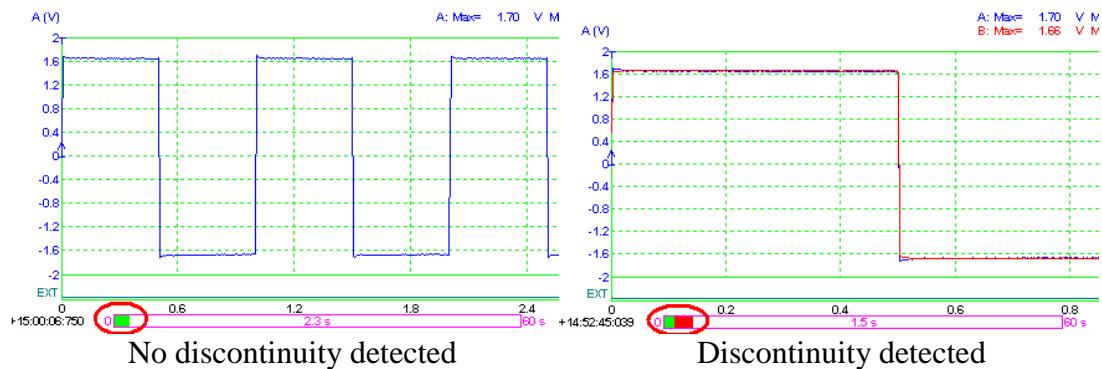 A (V)
A: Max= 1.70 V M
2
1.6
1.2
0.8
0.4
0
-0.4
-0.8
-1.2
-1.6
-2
EXT
0 0.6 1.2 1.8 2.4
+15:00:06:750 0 2.3 s 60 s
No discontinuity detected
A: Max= 1.70 V M
B: Max= 1.66 V M
A (V)
2
1.6
1.2
0.8
0.4
0
-0.4
-0.8
-1.2
-1.6
-2
EXT
0 0.2 0.4 0.6 0.8
+14:52:45:039 0 1.5 s 60 s
Discontinuity detected